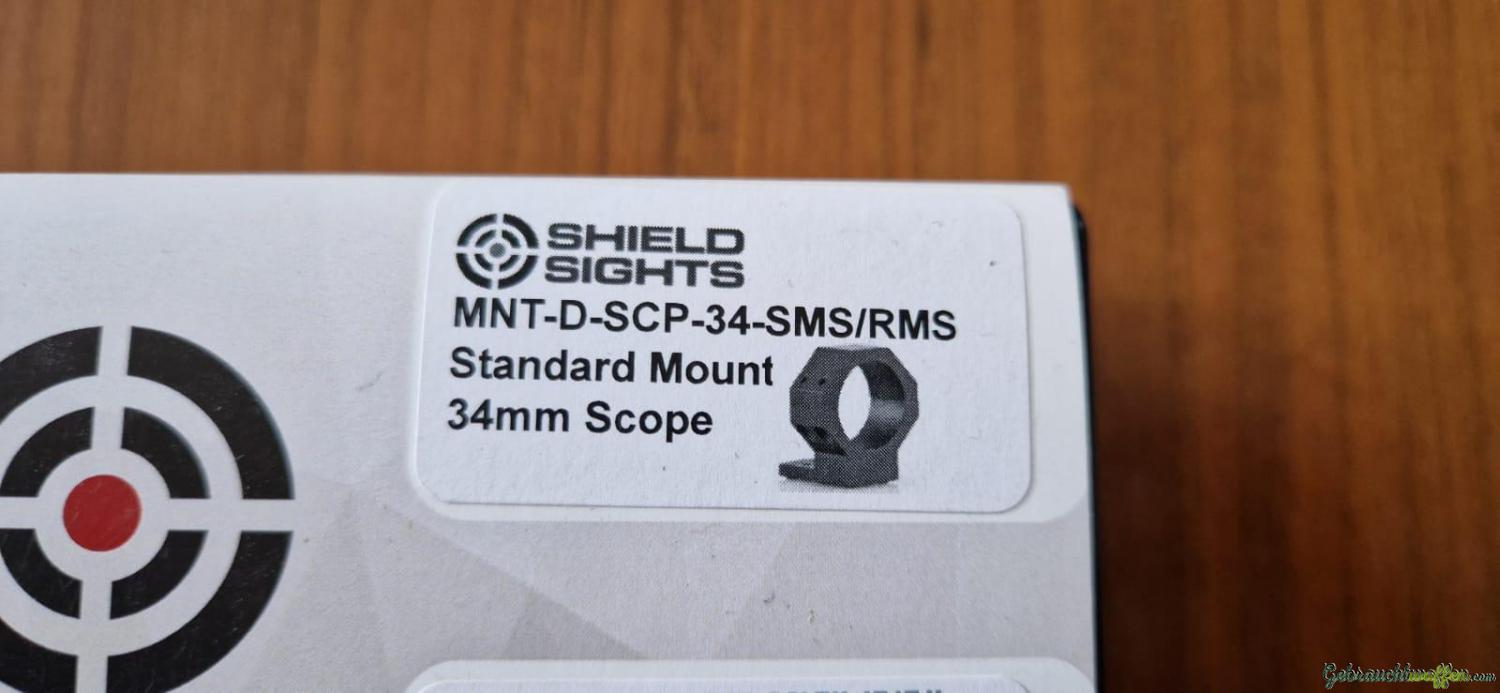 SHIELD
SIGHTS
MNT-D-SCP-34-SMS/RMS
Standard Mount
34mm Scope
Gebrauchtwaffen.com